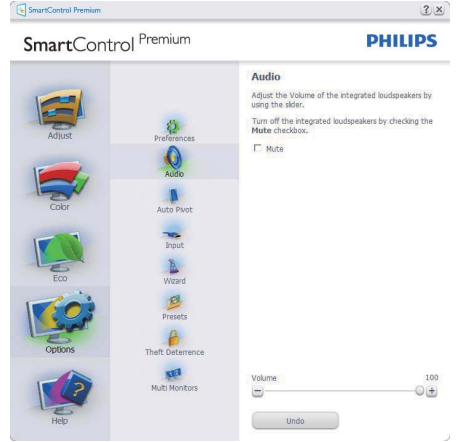 SmartControl Premium
SmartControl Premium
PHILIPS
Adjust
Color
Eco
Options
Help
Preferences
Audio
Auto Pivot
Input
Wizard
Presets
Theft Deterrence
Multi Monitors
Audio
Adjust the Volume of the integrated loudspeakers by
using the slider.
Turn off the integrated loudspeakers by checking the
Mute checkbox.
Mute
Volume 100
Undo